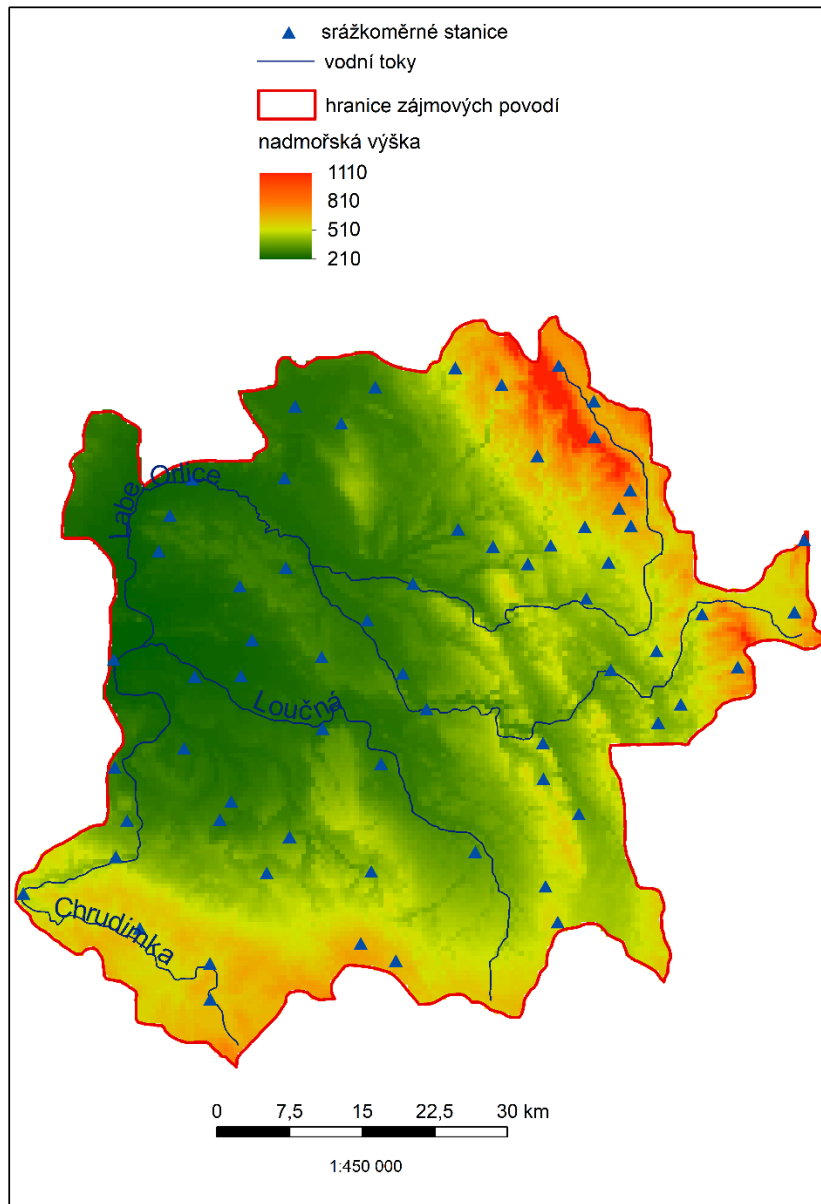 srážkoměrné stanice
vodní toky
hranice zájmových povodí
nadmořská výška
1110
810
510
210
Labe
Orlice
Loučná
Chrudimka
0 7,5 15 22,5 30 km
1:450 000